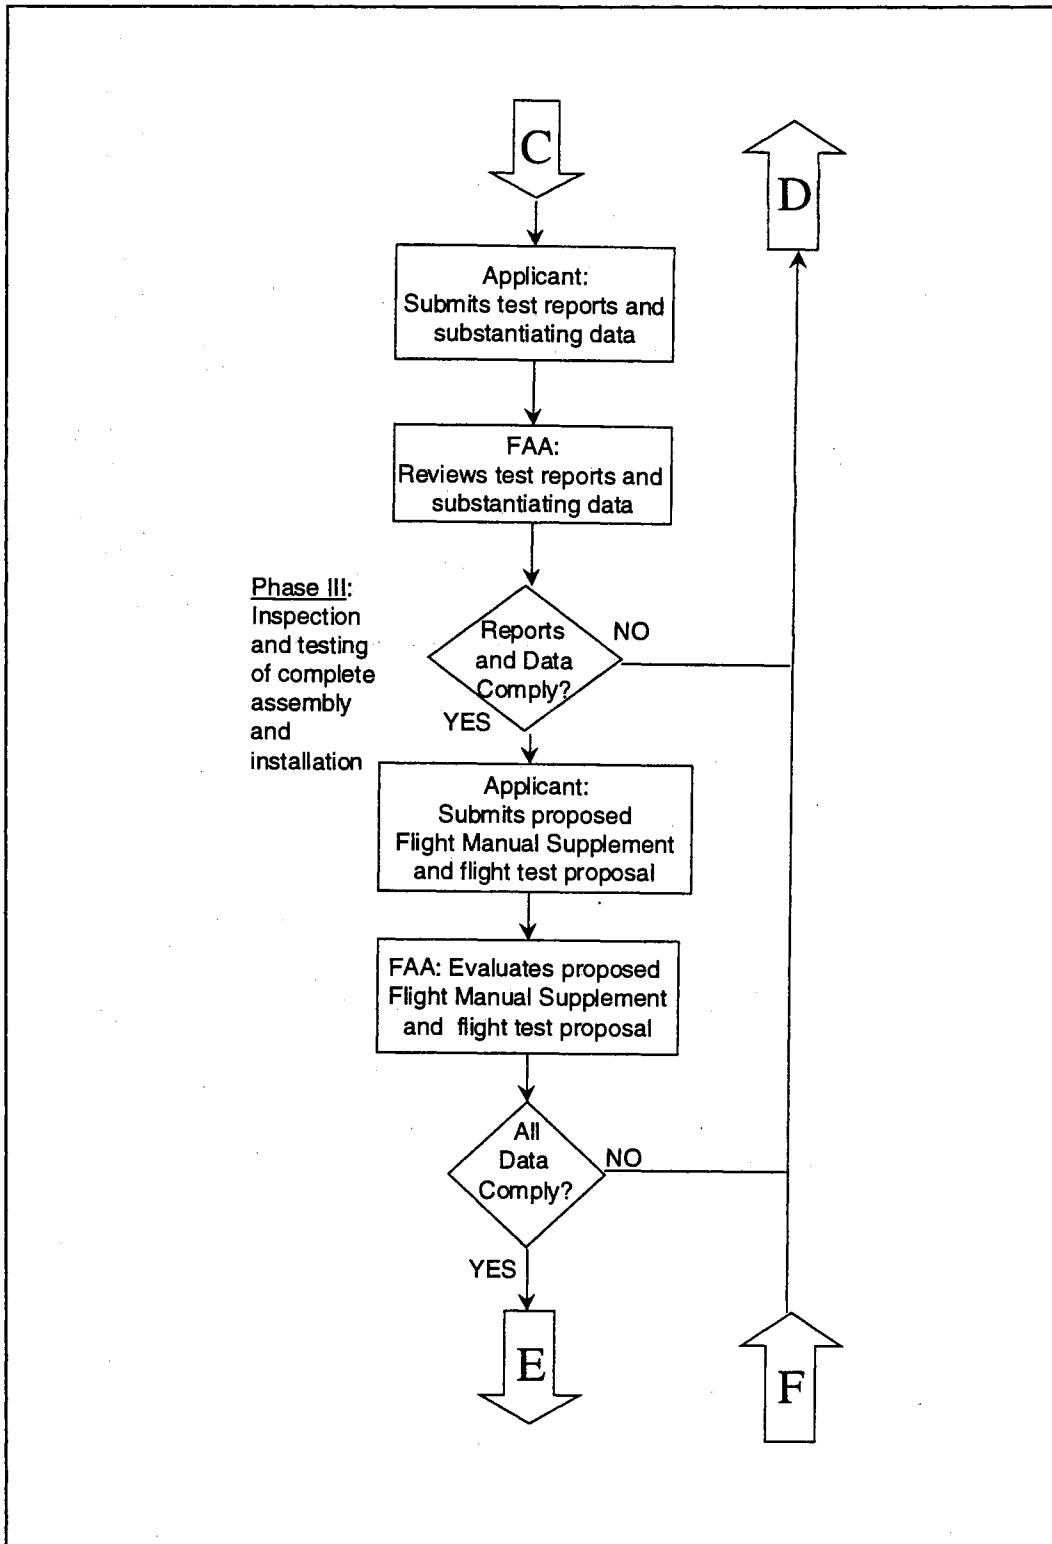 C
D
Applicant:
Submits test reports and
substantiating data
FAA:
Reviews test reports and
substantiating data
Phase III:
Inspection
and testing
of complete
assembly
and
installation
Reports
and Data
Comply?
NO
YES
Applicant:
Submits proposed
Flight Manual Supplement
and flight test proposal
FAA: Evaluates proposed
Flight Manual Supplement
and flight test proposal
All
Data
Comply?
NO
YES
E
F